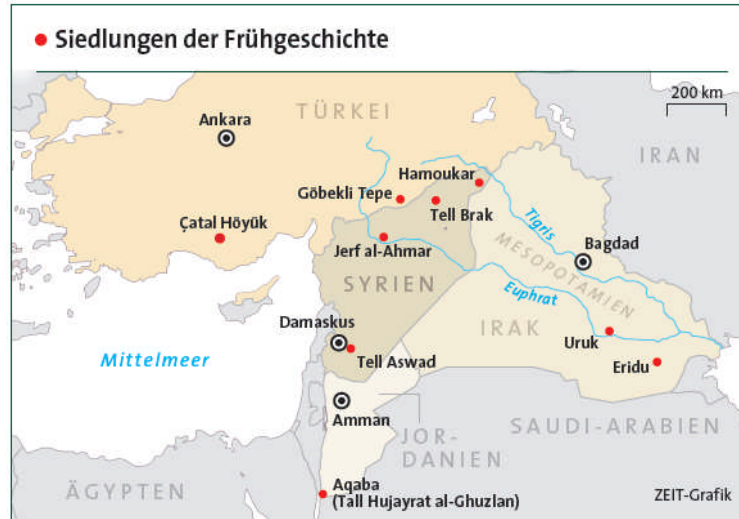 Siedlungen der Frühgeschichte
200 km
TÜRKEI
Ankara
IRAN
Hamoukar
Göbekli Tepe
Tell Brak
Çatal Höyük
Tigris
Jerf al-Ahmar
Bagdad
MESOPOTAMIEN
SYRIEN
Euphrat
IRAK
Damaskus
Uruk
Mittelmeer
Tell Aswad
Eridu
Amman
JOR-
DANIEN
SAUDI-ARABIEN
ÄGYPTEN
Aqaba
(Tall Hujayrat al-Ghuzlan)
ZEIT-Grafik